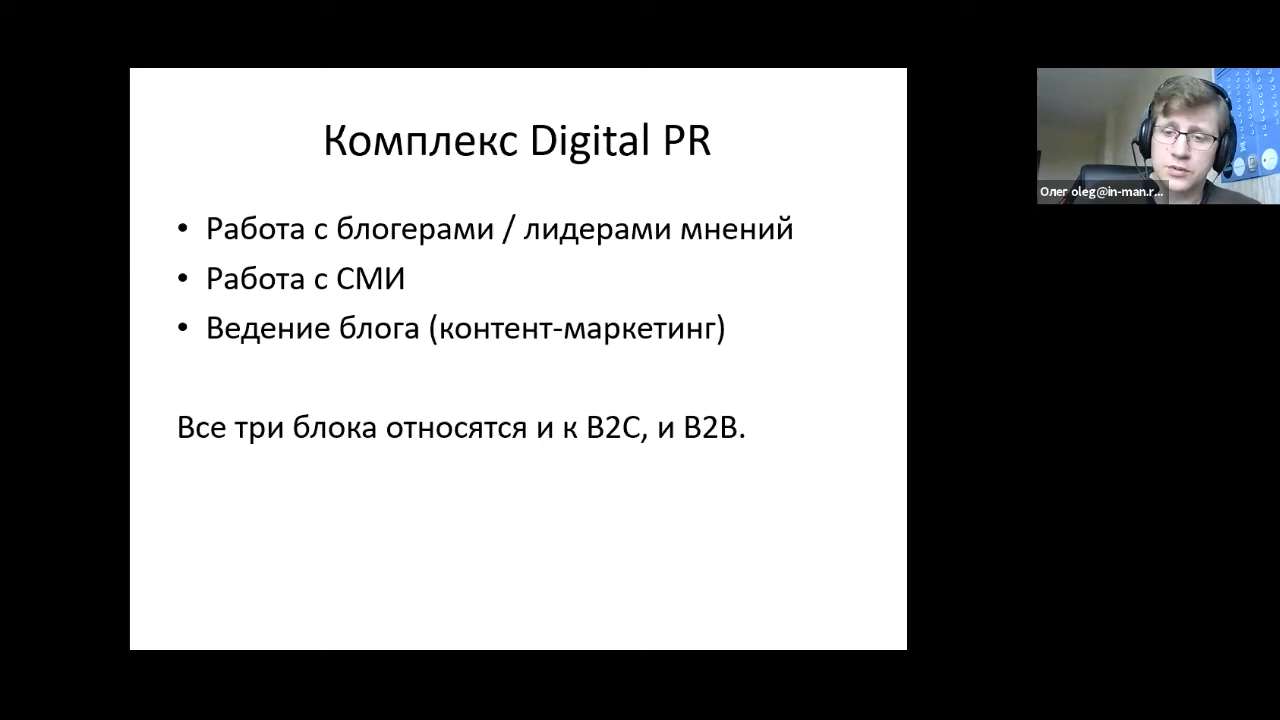 Комплекс Digital PR
• Работа с блогерами / лидерами мнений
• Работа с СМИ
• Ведение блога (контент-маркетинг)
Все три блока относятся и к B2C, и B2B.
Олег oleg@in-man.r...